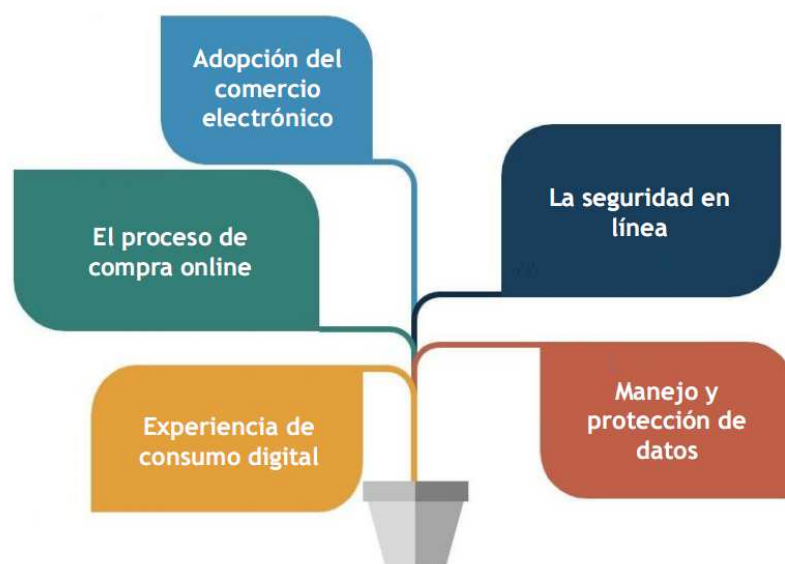 Adopción del
comercio
electrónico
La seguridad en
línea
El proceso de
compra online
Manejo y
protección de
datos
Experiencia de
consumo digital